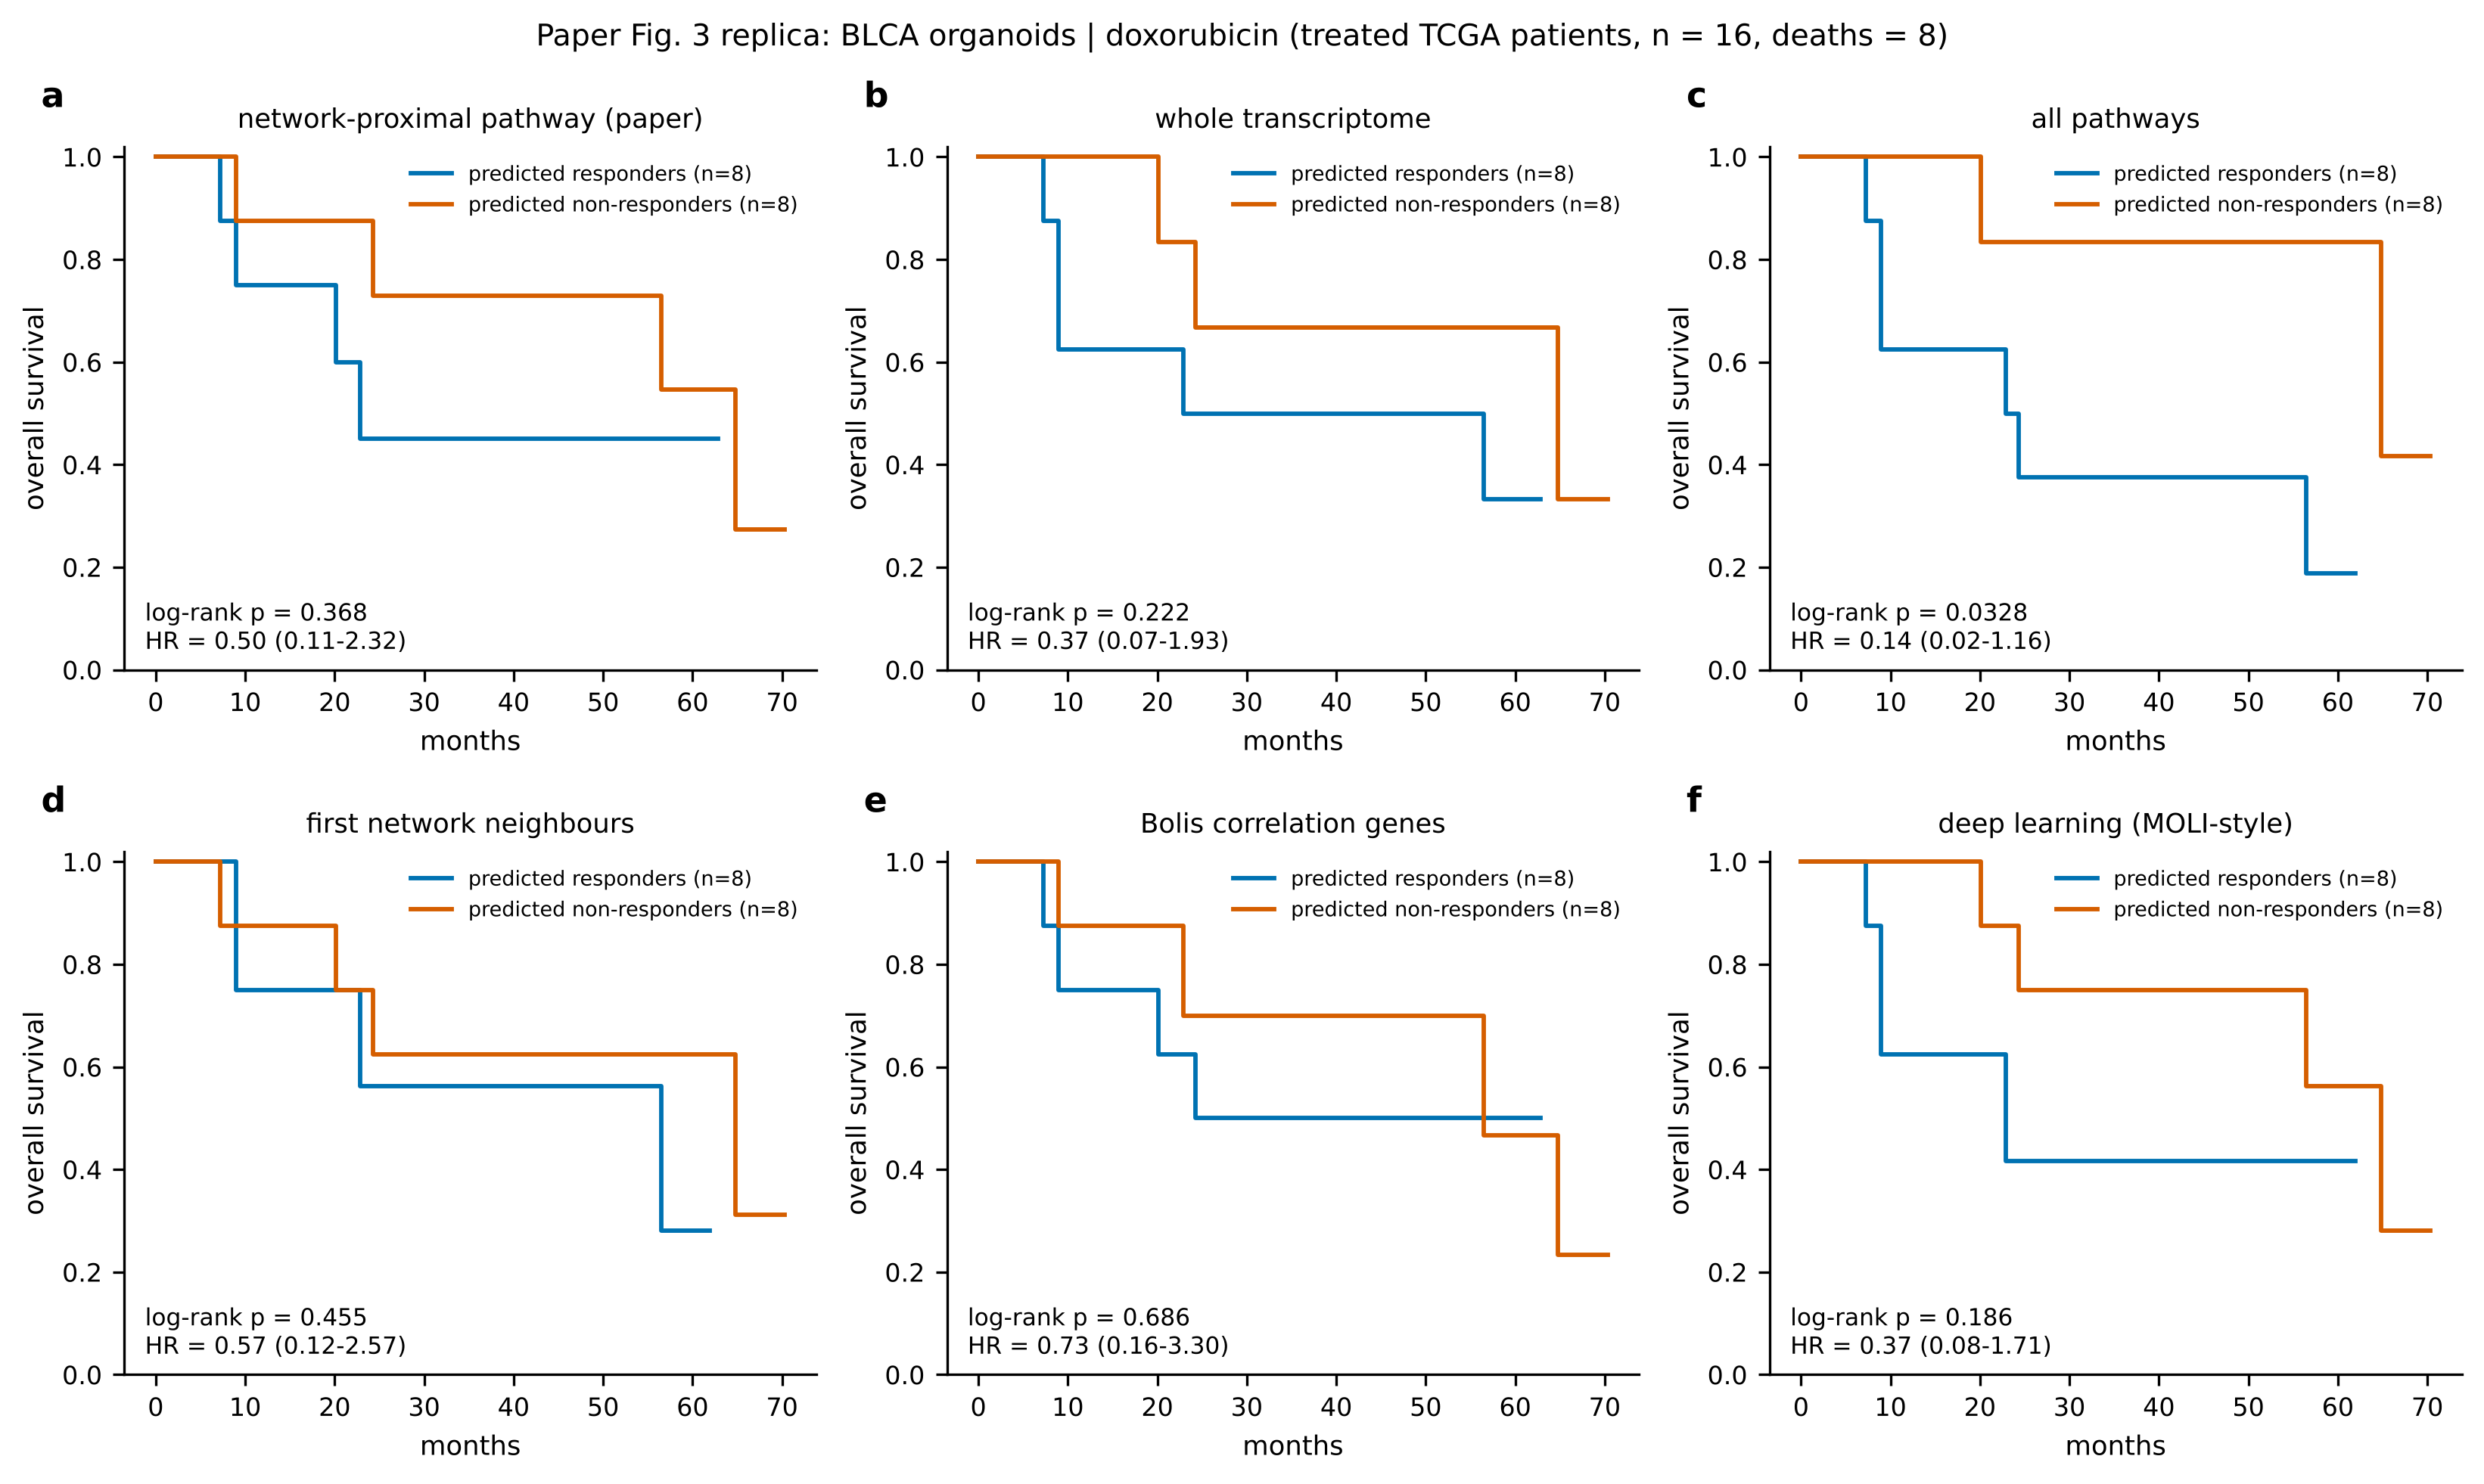 Paper Fig. 3 replica: BLCA organoids | doxorubicin (treated TCGA patients, n = 16, deaths = 8)
a
network-proximal pathway (paper)
predicted responders (n=8)
predicted non-responders (n=8)
1.0
0.8
0.6
0.4
0.2
0.0
overall survival
log-rank p = 0.368
HR = 0.50 (0.11-2.32)
0 10 20 30 40 50 60 70
months
b
whole transcriptome
predicted responders (n=8)
predicted non-responders (n=8)
1.0
0.8
0.6
0.4
0.2
0.0
overall survival
log-rank p = 0.222
HR = 0.37 (0.07-1.93)
0 10 20 30 40 50 60 70
months
c
all pathways
predicted responders (n=8)
predicted non-responders (n=8)
1.0
0.8
0.6
0.4
0.2
0.0
overall survival
log-rank p = 0.0328
HR = 0.14 (0.02-1.16)
0 10 20 30 40 50 60 70
months
d
first network neighbours
predicted responders (n=8)
predicted non-responders (n=8)
1.0
0.8
0.6
0.4
0.2
0.0
overall survival
log-rank p = 0.455
HR = 0.57 (0.12-2.57)
0 10 20 30 40 50 60 70
months
e
Bolis correlation genes
predicted responders (n=8)
predicted non-responders (n=8)
1.0
0.8
0.6
0.4
0.2
0.0
overall survival
log-rank p = 0.686
HR = 0.73 (0.16-3.30)
0 10 20 30 40 50 60 70
months
f
deep learning (MOLI-style)
predicted responders (n=8)
predicted non-responders (n=8)
1.0
0.8
0.6
0.4
0.2
0.0
overall survival
log-rank p = 0.186
HR = 0.37 (0.08-1.71)
0 10 20 30 40 50 60 70
months